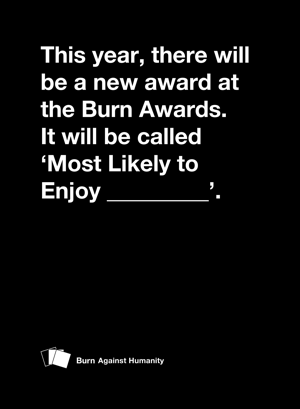 This year, there will
be a new award at
the Burn Awards.
It will be called
‘Most Likely to
Enjoy _________’.
Burn Against Humanity